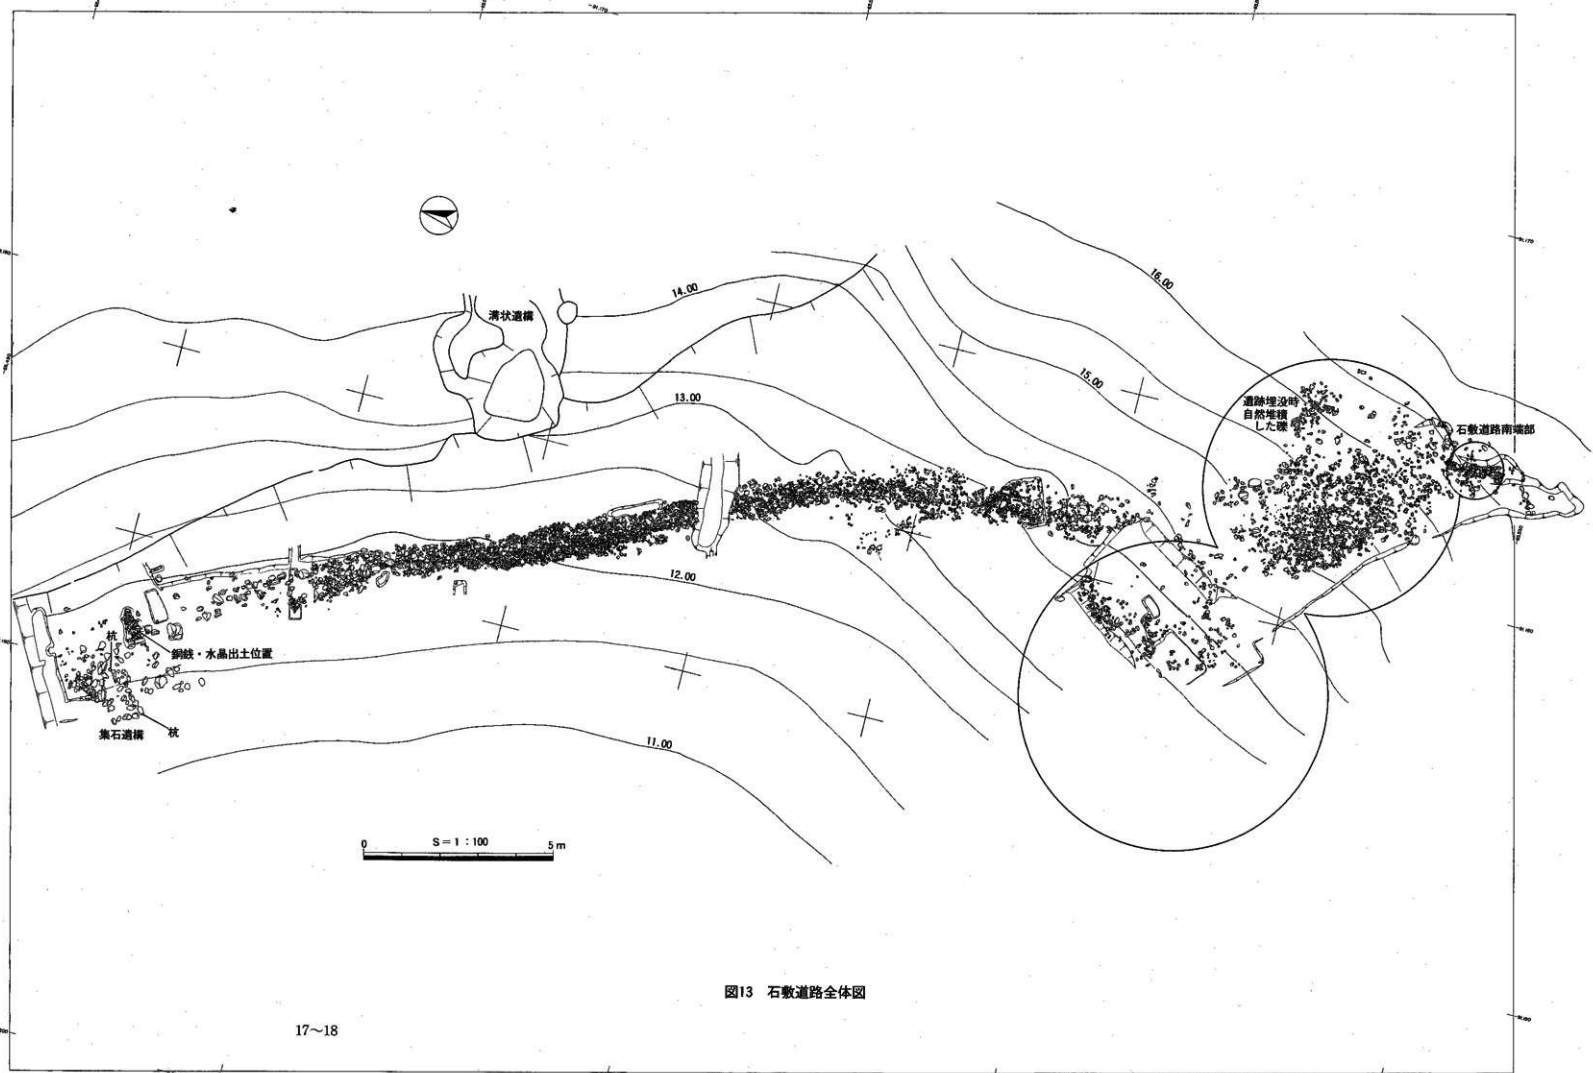 16.00
14.00
溝状遺構
15.00
13.00
遺跡埋没時
自然堆積
した礫
石敷道路南端部
12.00
杭
銅銭・水晶出土位置
集石遺構
杭
11.00
0 S=1:100 5m
図13 石敷道路全体図
17〜18